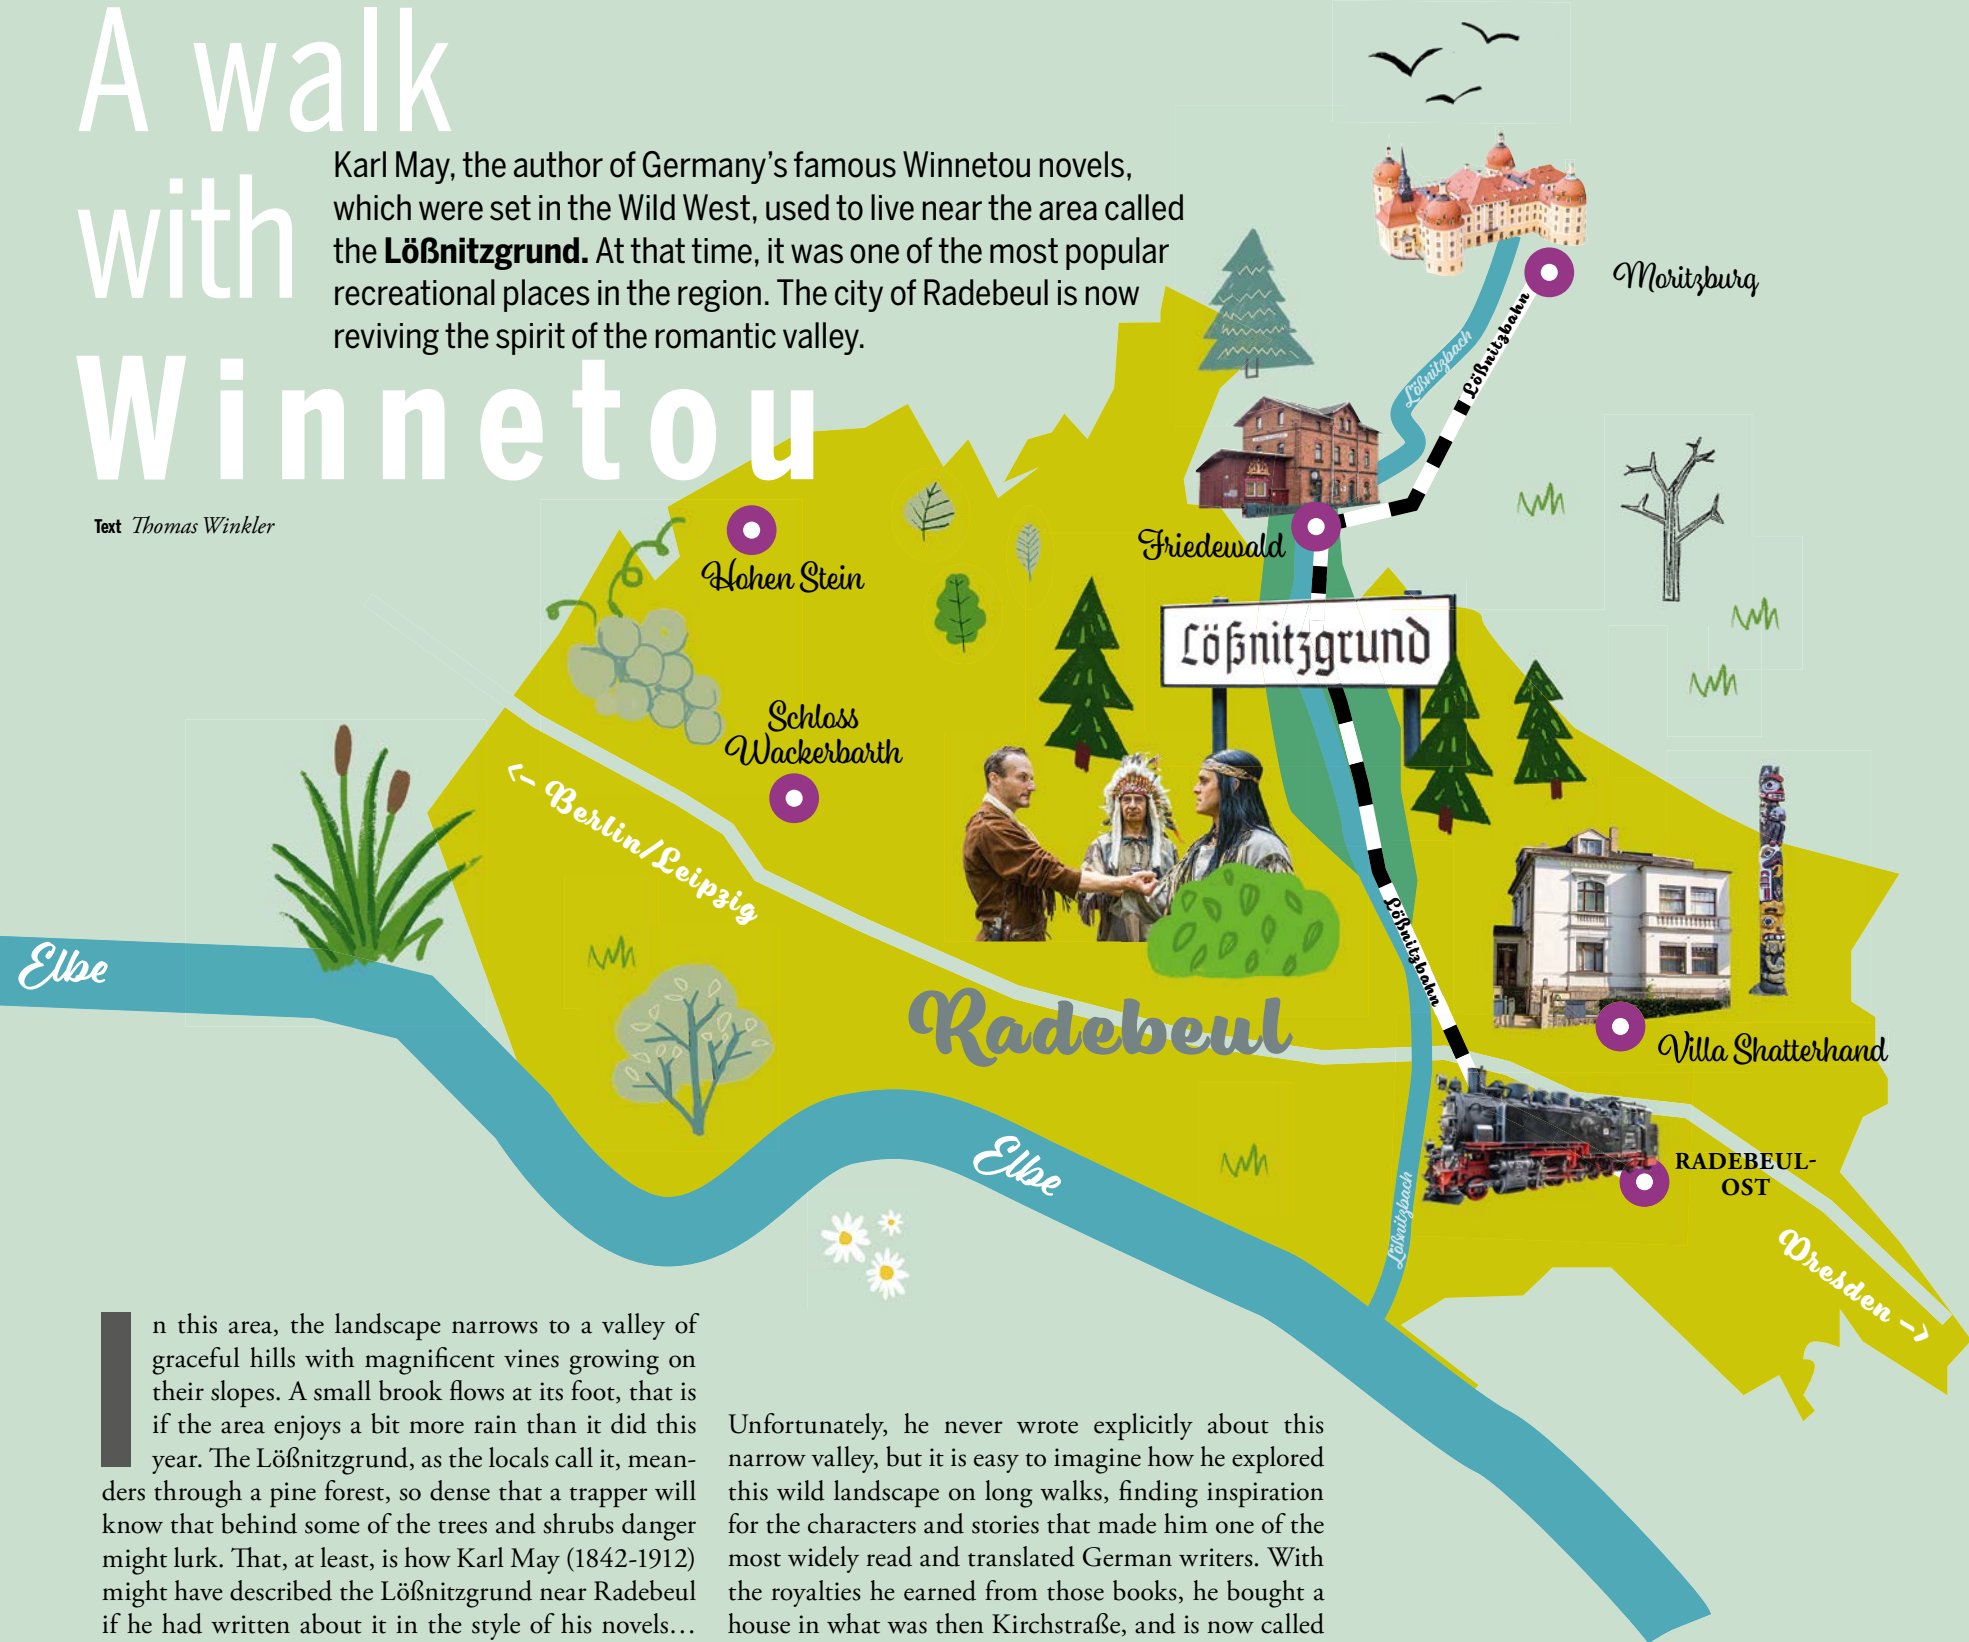 A walk
with
Winnetou
Karl May, the author of Germany's famous Winnetou novels,
which were set in the Wild West, used to live near the area called
the Lößnitzgrund. At that time, it was one of the most popular
recreational places in the region. The city of Radebeul is now
reviving the spirit of the romantic valley.
Text Thomas Winkler
Moritzburg
Lößnitzbach
Lößnitzbahn
Friedewald
Hohen Stein
Lößnitzgrund
Schloss
Wackerbarth
<- Berlin/Leipzig
Elbe
Radebeul
Lößnitzbahn
Villa Shatterhand
Elbe
Lößnitzbach
RADEBEUL-
OST
Dresden ->
In this area, the landscape narrows to a valley of
graceful hills with magnificent vines growing on
their slopes. A small brook flows at its foot, that is
if the area enjoys a bit more rain than it did this
year. The Lößnitzgrund, as the locals call it, mean-
ders through a pine forest, so dense that a trapper will
know that behind some of the trees and shrubs danger
might lurk. That, at least, is how Karl May (1842-1912)
might have described the Lößnitzgrund near Radebeul
if he had written about it in the style of his novels…
Unfortunately, he never wrote explicitly about this
narrow valley, but it is easy to imagine how he explored
this wild landscape on long walks, finding inspiration
for the characters and stories that made him one of the
most widely read and translated German writers. With
the royalties he earned from those books, he bought a
house in what was then Kirchstraße, and is now called